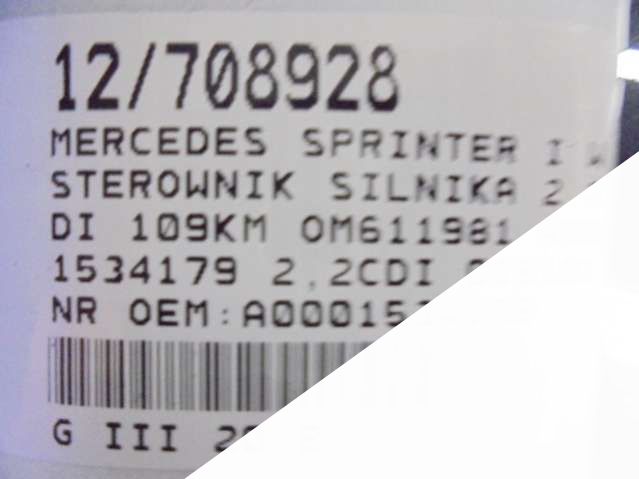 12/708928
MERCEDES SPRINTER I
STEROWNIK SILNIKA 2
DI 109KM OM611981
1534179 2,2CDI
NR OEM:A00015
G III